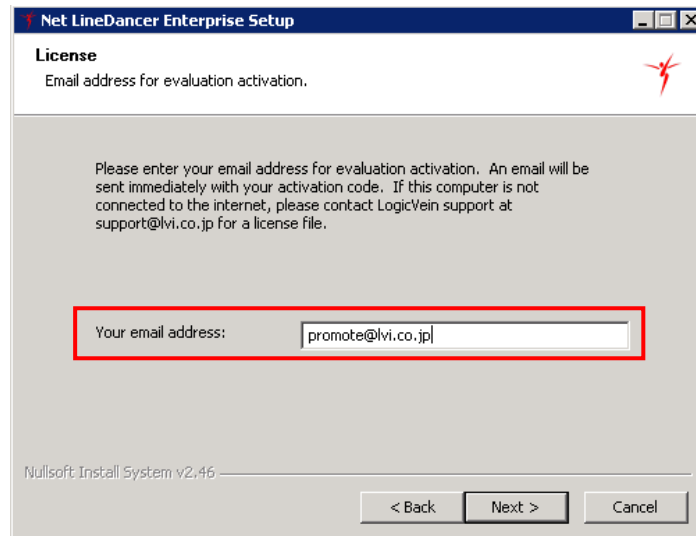 Net LineDancer Enterprise Setup
License
Email address for evaluation activation.
Please enter your email address for evaluation activation.  An email will be
sent immediately with your activation code.  If this computer is not
connected to the internet, please contact LogicVein support at
support@lvi.co.jp for a license file.
Your email address: promote@lvi.co.jp
Nullsoft Install System v2.46
< Back Next > Cancel